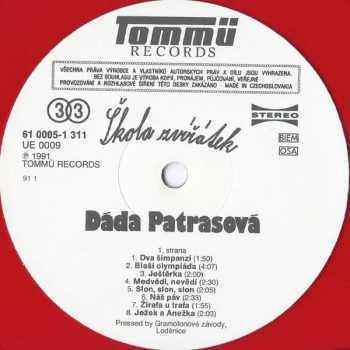 Tommü
RECORDS
VŠECHNA PRÁVA VÝROBCE A VLASTNÍKŮ AUTORSKÝCH PRÁV K DÍLU JSOU VYHRAZENA.
BEZ SOUHLASU JE VÝROBA KOPIÍ, PRONÁJEM, PŮJČOVÁNÍ, VEŘEJNÉ
PROVOZOVÁNÍ A ROZHLASOVÉ ŠÍŘENÍ TÉTO DESKY ZAKÁZÁNO · MADE IN CZECHOSLOVAKIA
33
Škola zvířátek
STEREO
61 0005-1 311
UE 0009
BIEM
OSA
℗ 1991
TOMMÜ RECORDS
91 1
Dáda Patrasová
1. strana
1. Dva šimpanzi (1:50)
2. Bleší olympiáda (4:07)
3. Ještěrka (2:00)
4. Medvědi, nevědí (2:30)
5. Slon, slon, slon (2:05)
6. Náš páv (2:33)
7. Žirafa u trafa (1:55)
8. Ježek a Anežka (2:03)
Pressed by Gramofonové závody,
Loděnice